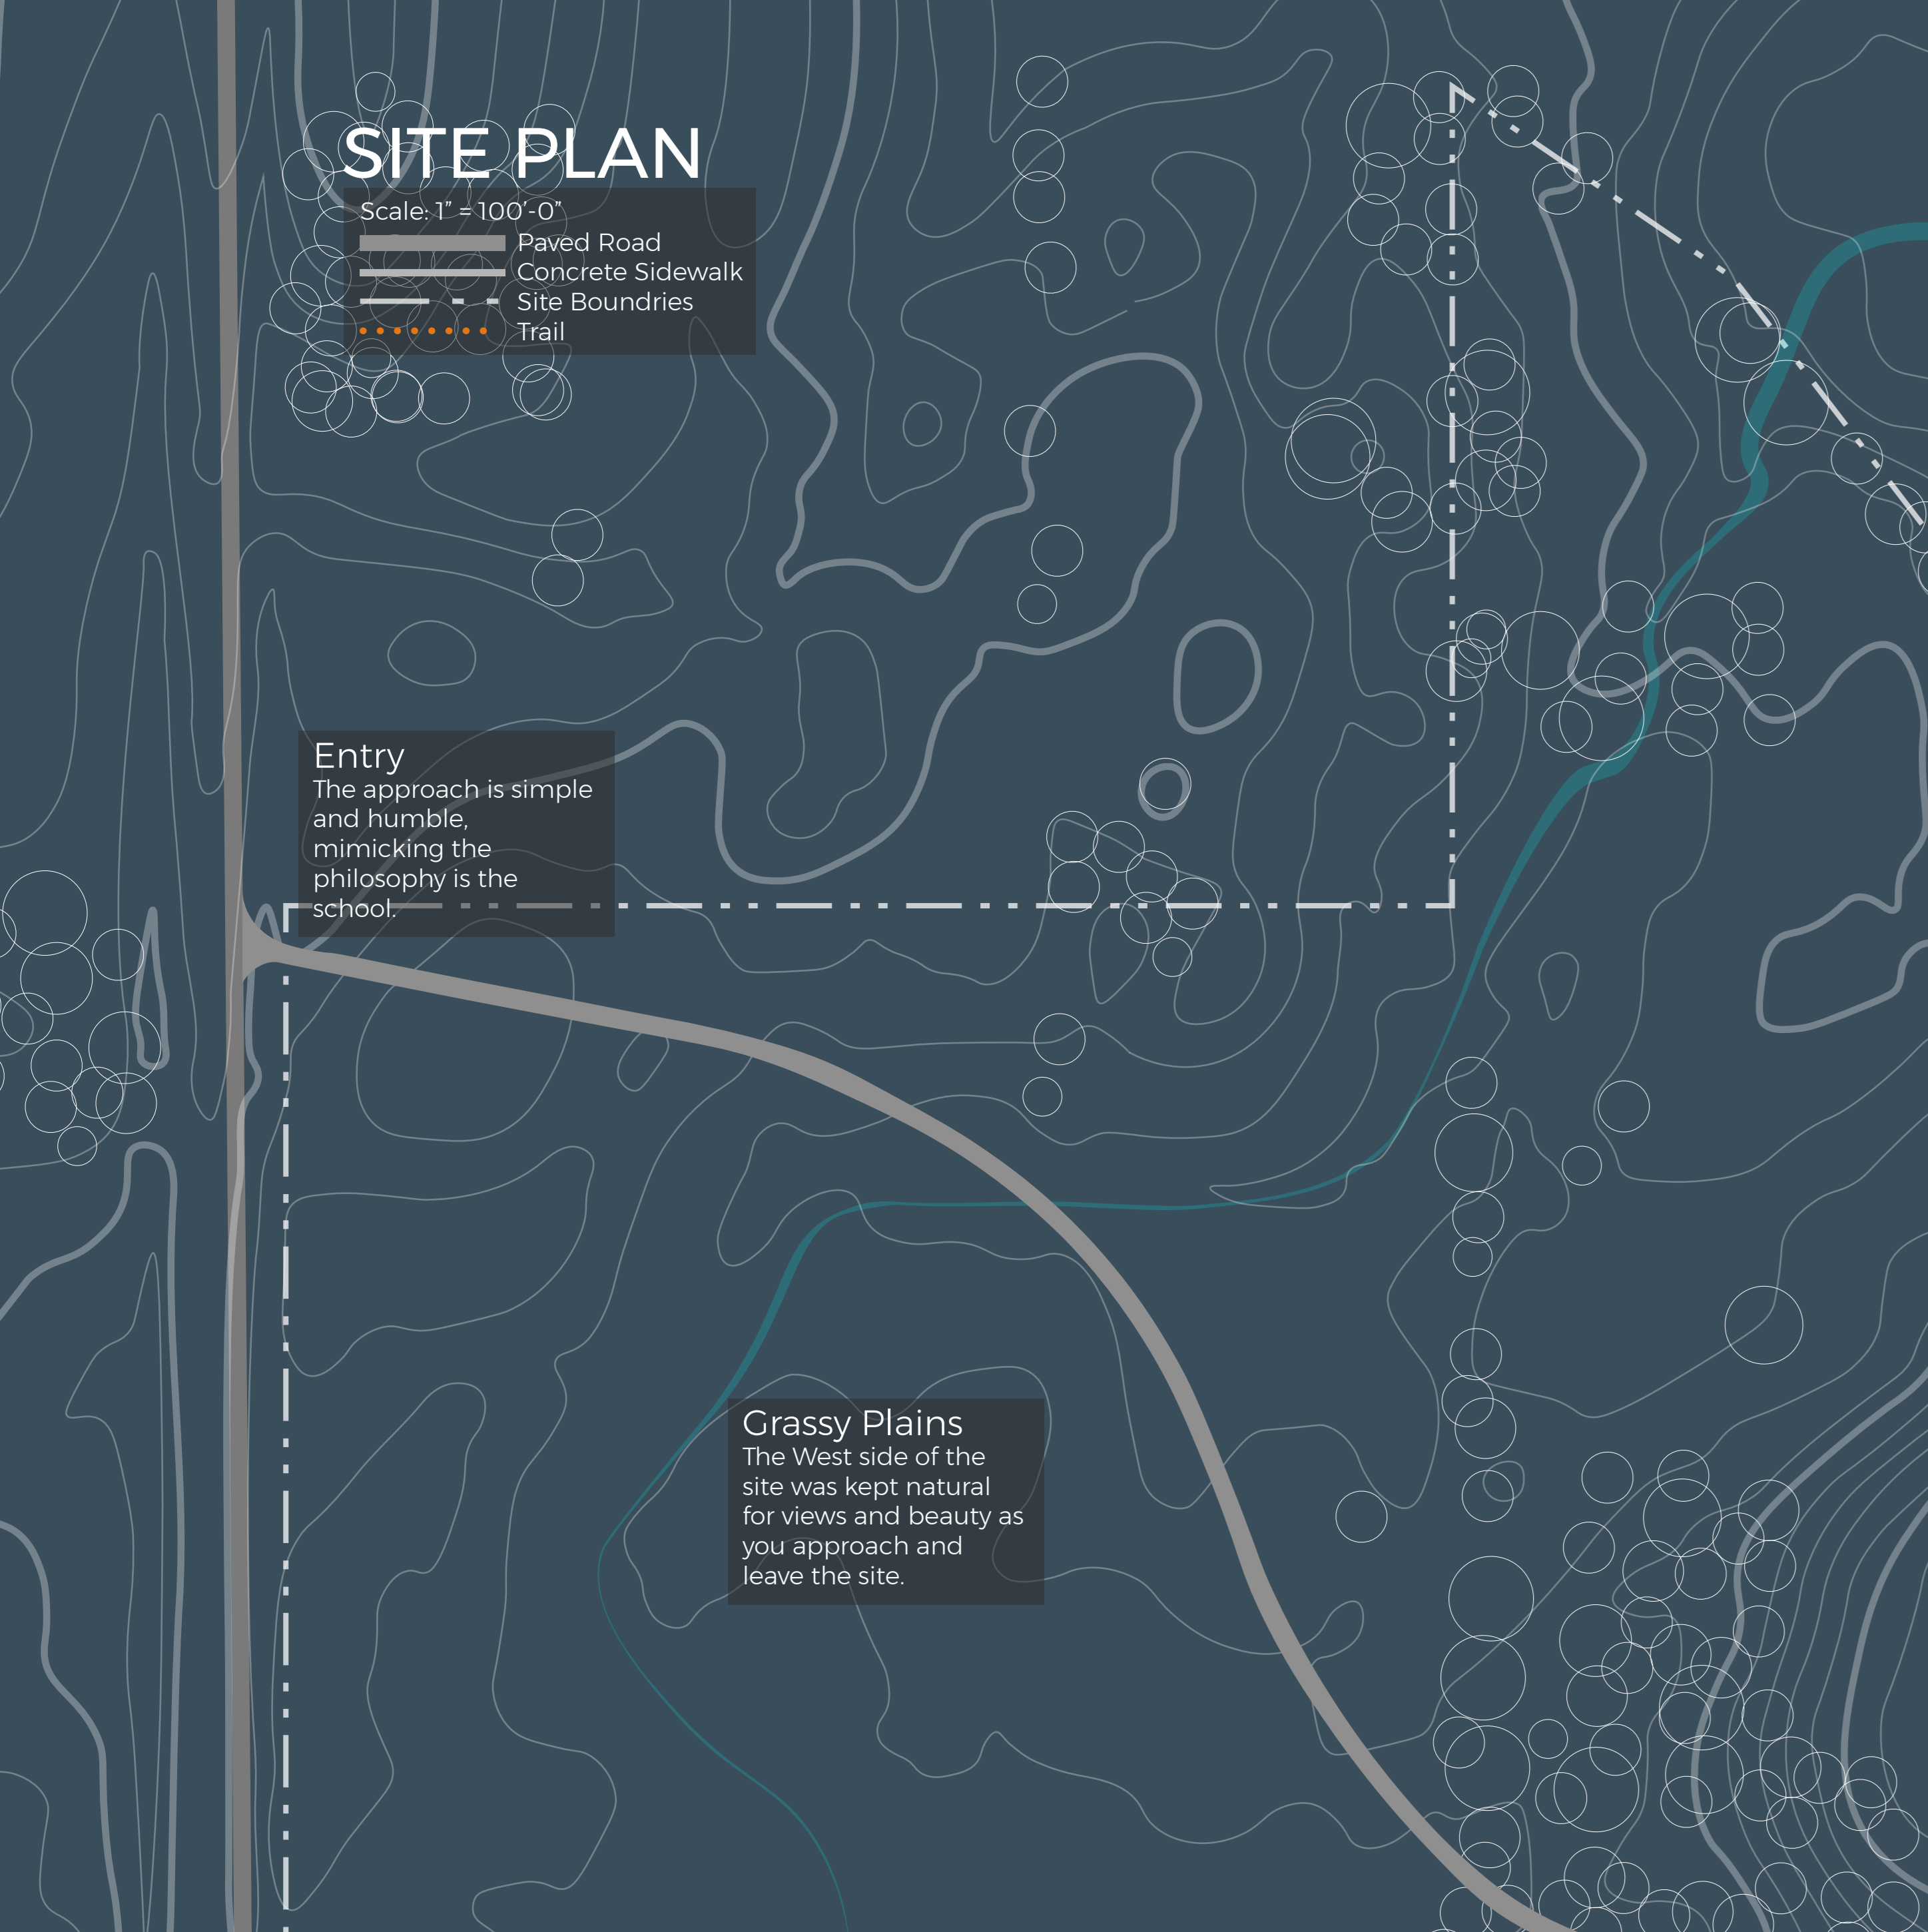 SITE PLAN
Scale: 1” = 100’-0”
Paved Road
Concrete Sidewalk
Site Boundries
Trail
Entry
The approach is simple
and humble,
mimicking the
philosophy is the
school.
Grassy Plains
The West side of the
site was kept natural
for views and beauty as
you approach and
leave the site.